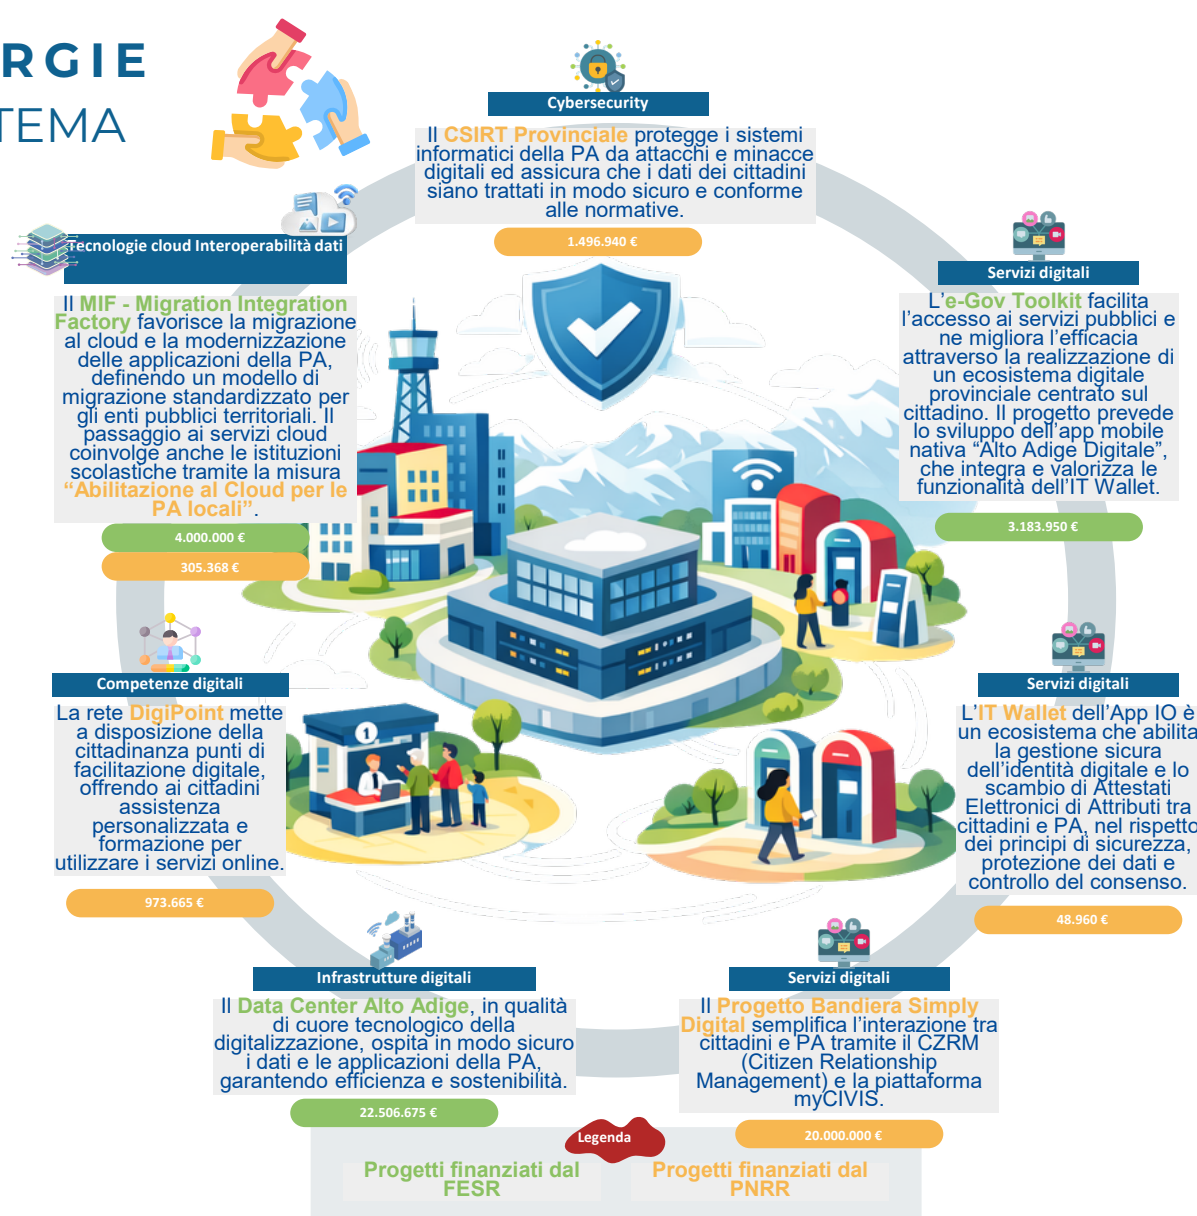 RGIE
TEMA
Cybersecurity
Il CSIRT Provinciale protegge i sistemi
informatici della PA da attacchi e minacce
digitali ed assicura che i dati dei cittadini
siano trattati in modo sicuro e conforme
alle normative.
1.496.940 €
Tecnologie cloud Interoperabilità dati
Il MIF - Migration Integration
Factory favorisce la migrazione
al cloud e la modernizzazione
delle applicazioni della PA,
definendo un modello di
migrazione standardizzato per
gli enti pubblici territoriali. Il
passaggio ai servizi cloud
coinvolge anche le istituzioni
scolastiche tramite la misura
“Abilitazione al Cloud per le
PA locali”.
4.000.000 €
305.368 €
Servizi digitali
L’e-Gov Toolkit facilita
l’accesso ai servizi pubblici e
ne migliora l’efficacia
attraverso la realizzazione di
un ecosistema digitale
provinciale centrato sul
cittadino. Il progetto prevede
lo sviluppo dell’app mobile
nativa “Alto Adige Digitale”,
che integra e valorizza le
funzionalità dell’IT Wallet.
3.183.950 €
Competenze digitali
La rete DigiPoint mette
a disposizione della
cittadinanza punti di
facilitazione digitale,
offrendo ai cittadini
assistenza
personalizzata e
formazione per
utilizzare i servizi online.
973.665 €
1
Servizi digitali
L’IT Wallet dell’App IO è
un ecosistema che abilita
la gestione sicura
dell’identità digitale e lo
scambio di Attestati
Elettronici di Attributi tra
cittadini e PA, nel rispetto
dei principi di sicurezza,
protezione dei dati e
controllo del consenso.
48.960 €
Infrastrutture digitali
Il Data Center Alto Adige, in qualità
di cuore tecnologico della
digitalizzazione, ospita in modo sicuro
i dati e le applicazioni della PA,
garantendo efficienza e sostenibilità.
22.506.675 €
Servizi digitali
Il Progetto Bandiera Simply
Digital semplifica l’interazione tra
cittadini e PA tramite il CZRM
(Citizen Relationship
Management) e la piattaforma
myCIVIS.
20.000.000 €
Legenda
Progetti finanziati dal
FESR
Progetti finanziati dal
PNRR